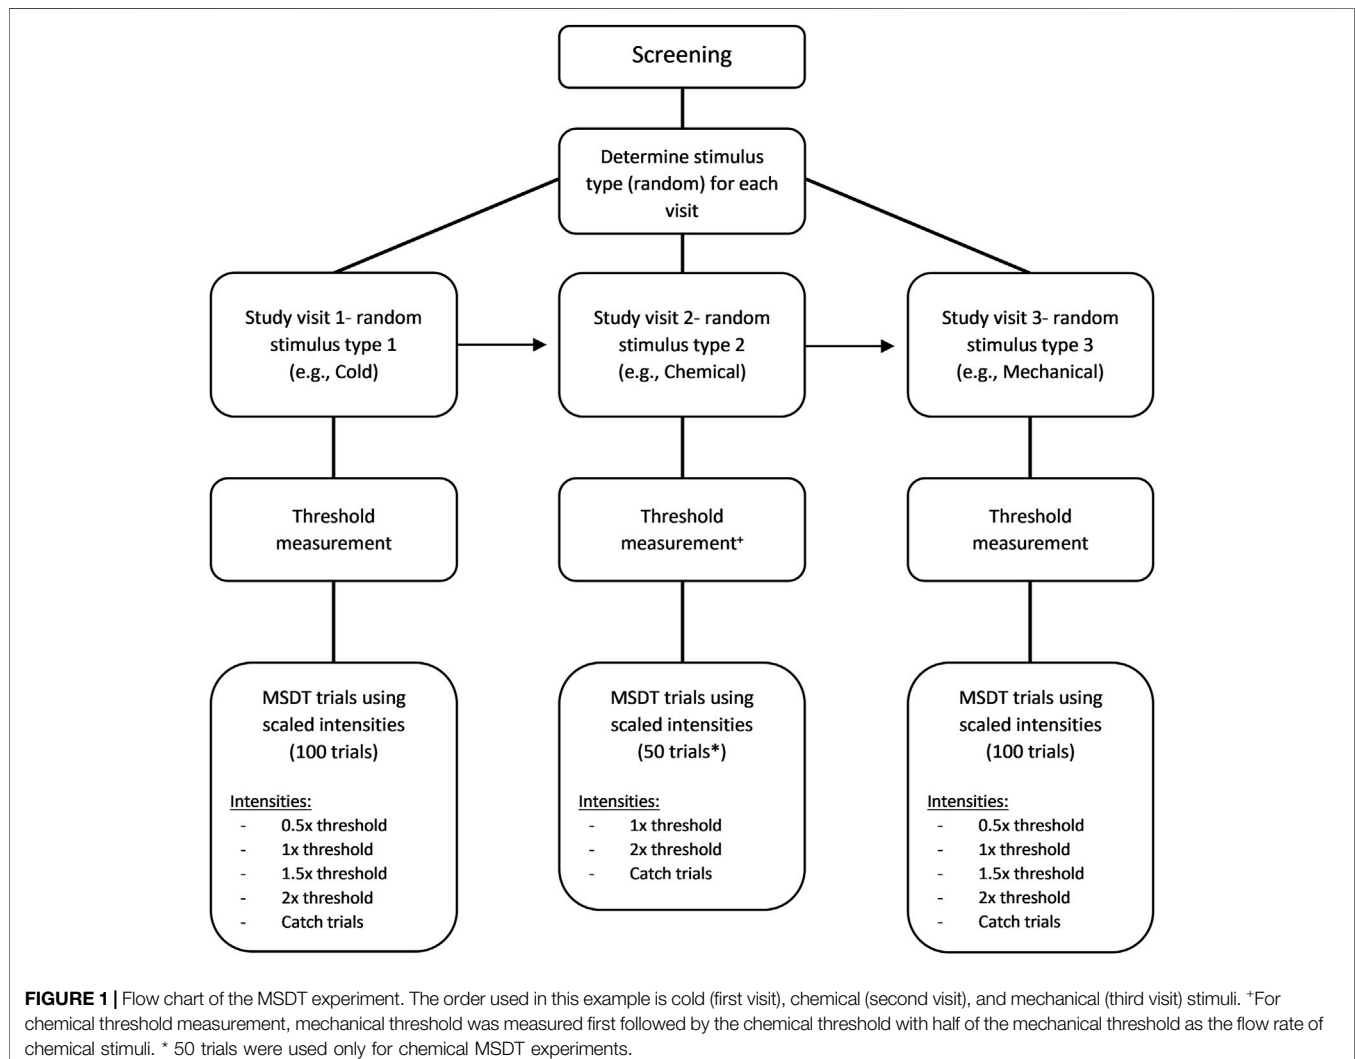 Screening
Determine stimulus
type (random) for each
visit
Study visit 1- random
stimulus type 1
(e.g., Cold)
Study visit 2- random
stimulus type 2
(e.g., Chemical)
Study visit 3- random
stimulus type 3
(e.g., Mechanical)
Threshold
measurement
Threshold
measurement⁺
Threshold
measurement
MSDT trials using
scaled intensities
(100 trials)
Intensities:
- 0.5x threshold
- 1x threshold
- 1.5x threshold
- 2x threshold
- Catch trials
MSDT trials using
scaled intensities
(50 trials*)
Intensities:
- 1x threshold
- 2x threshold
- Catch trials
MSDT trials using
scaled intensities
(100 trials)
Intensities:
- 0.5x threshold
- 1x threshold
- 1.5x threshold
- 2x threshold
- Catch trials
FIGURE 1 | Flow chart of the MSDT experiment. The order used in this example is cold (first visit), chemical (second visit), and mechanical (third visit) stimuli. ⁺For
chemical threshold measurement, mechanical threshold was measured first followed by the chemical threshold with half of the mechanical threshold as the flow rate of
chemical stimuli. * 50 trials were used only for chemical MSDT experiments.